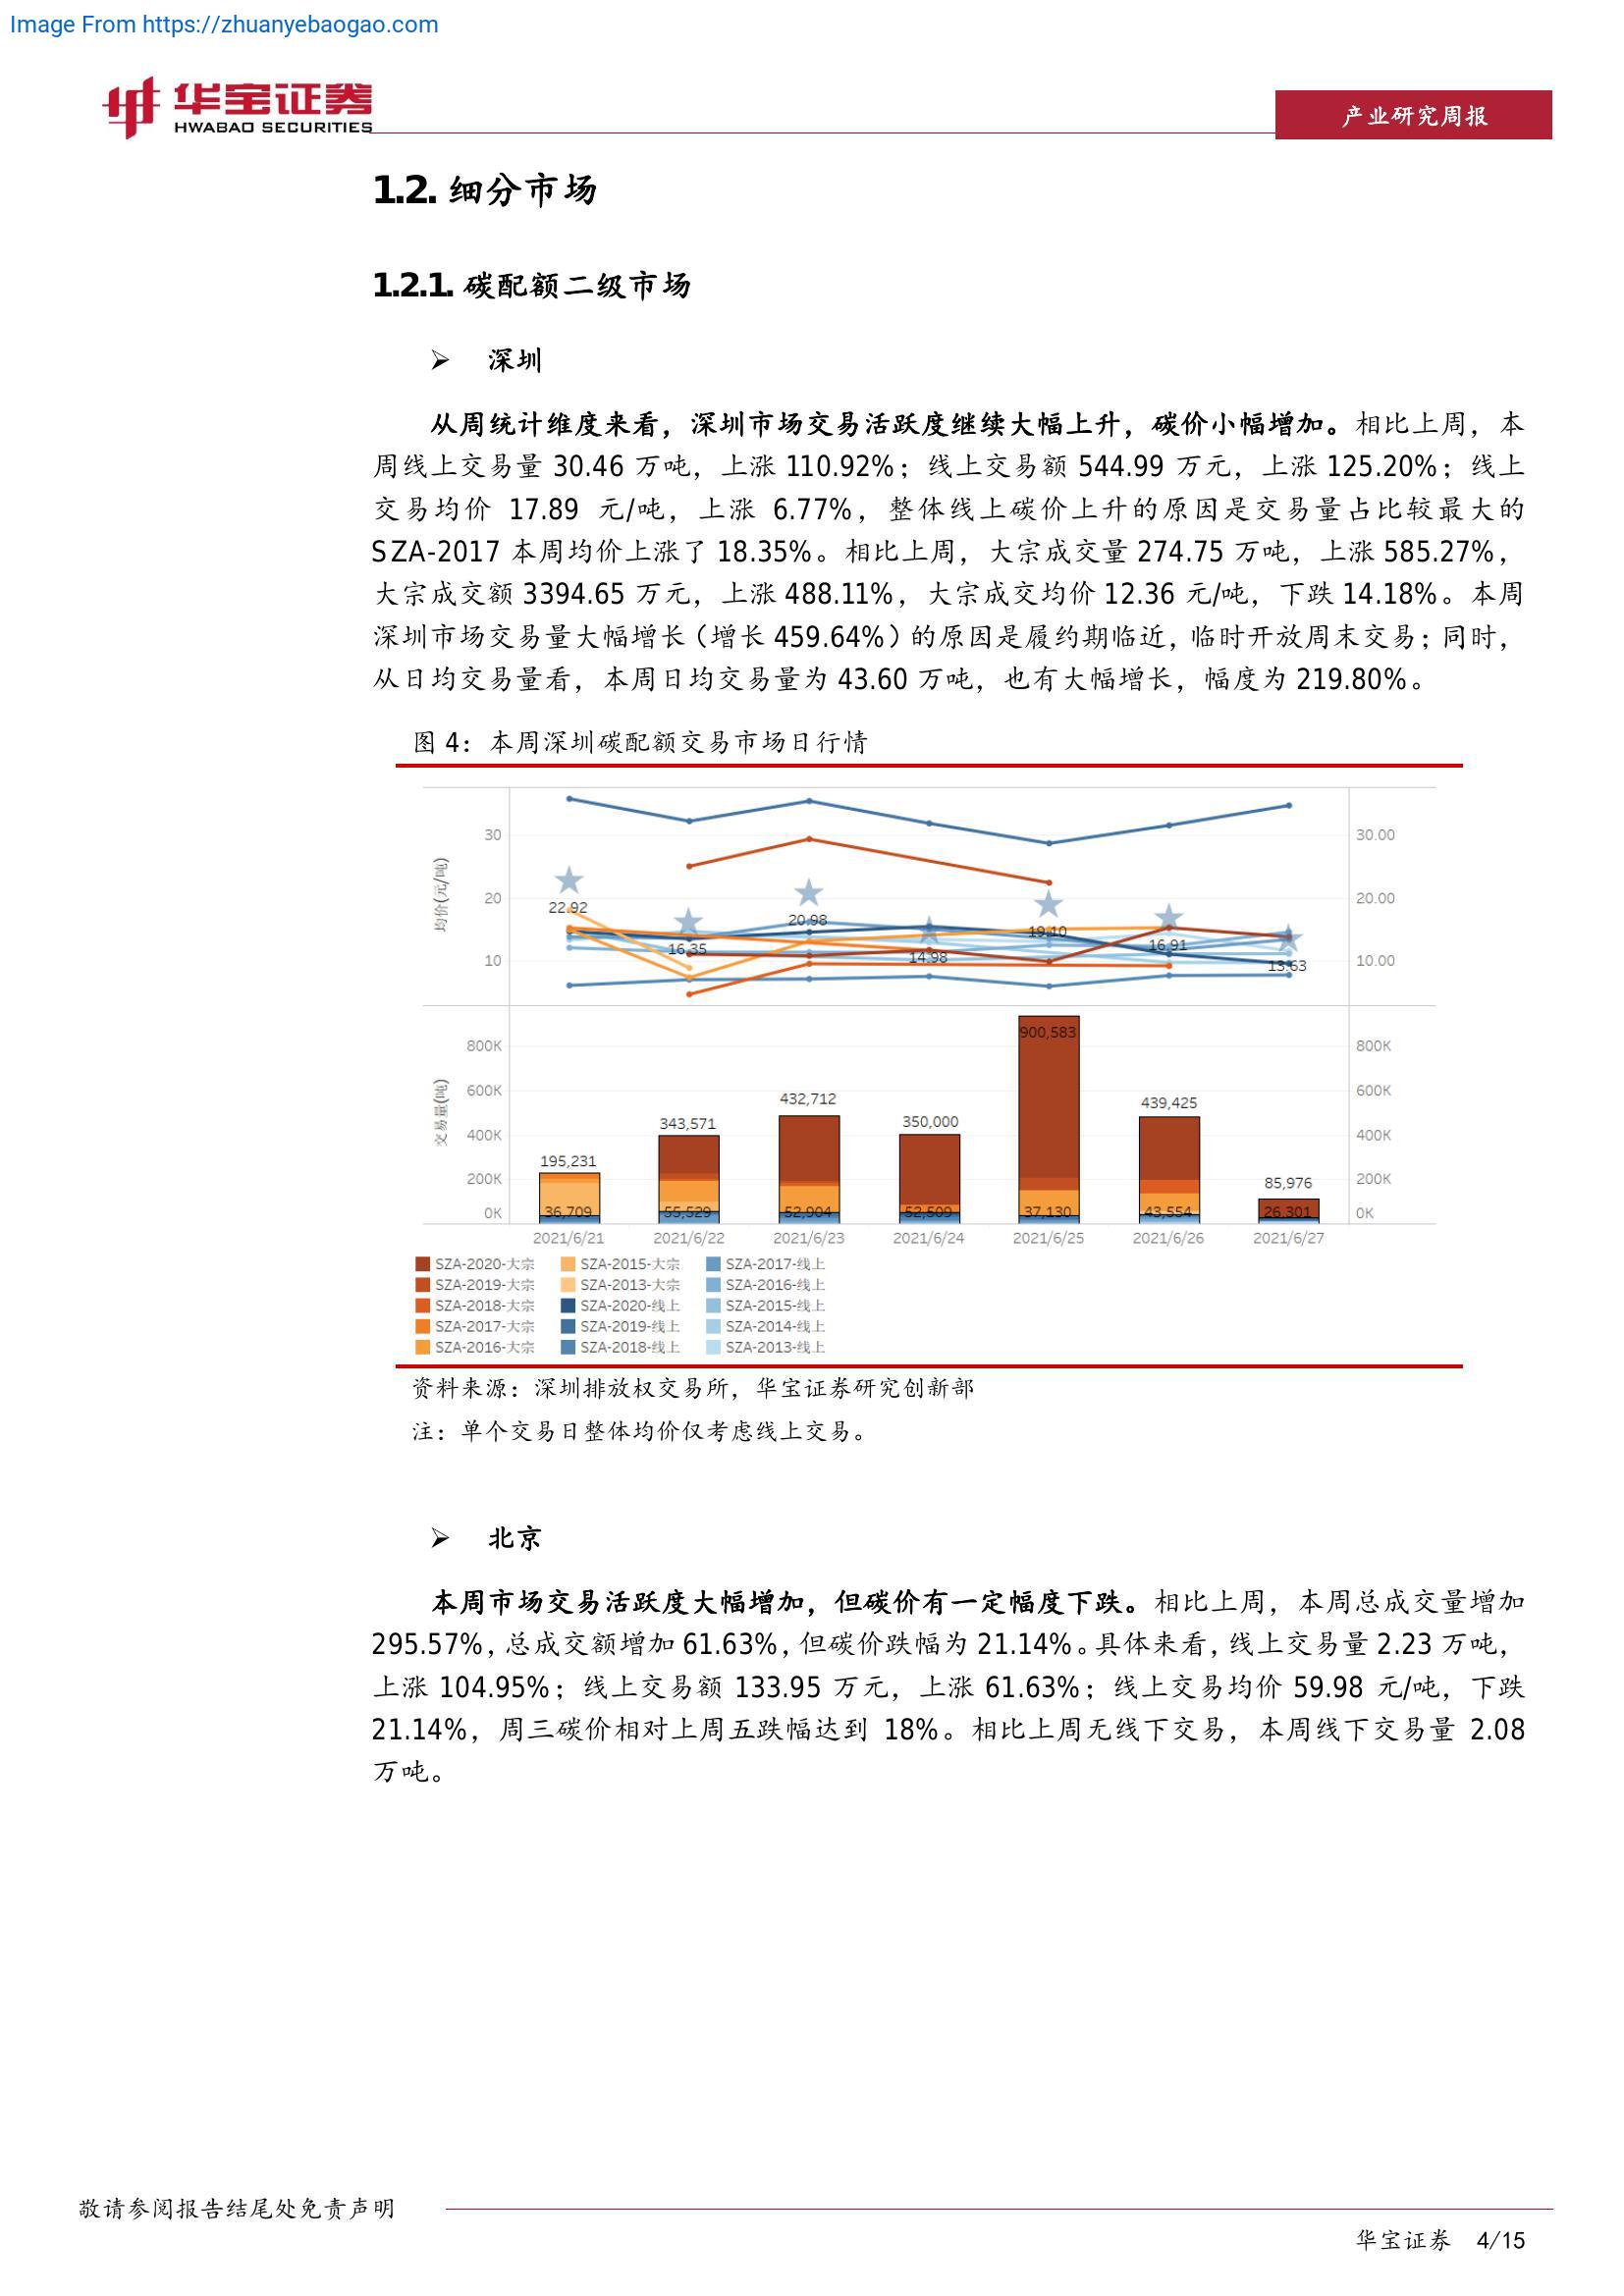 Image From https://zhuanyebaogao.com
华宝证券
HWABAO SECURITIES
产业研究周报
1.2. 细分市场
1.2.1. 碳配额二级市场
➢ 深圳
从周统计维度来看，深圳市场交易活跃度继续大幅上升，碳价小幅增加。相比上周，本
周线上交易量 30.46 万吨，上涨 110.92%；线上交易额 544.99 万元，上涨 125.20%；线上
交易均价 17.89 元/吨，上涨 6.77%，整体线上碳价上升的原因是交易量占比较最大的
SZA-2017 本周均价上涨了 18.35%。相比上周，大宗成交量 274.75 万吨，上涨 585.27%，
大宗成交额 3394.65 万元，上涨 488.11%，大宗成交均价 12.36 元/吨，下跌 14.18%。本周
深圳市场交易量大幅增长（增长 459.64%）的原因是履约期临近，临时开放周末交易；同时，
从日均交易量看，本周日均交易量为 43.60 万吨，也有大幅增长，幅度为 219.80%。
图 4：本周深圳碳配额交易市场日行情
均价(元/吨)
30
20
10
30.00
20.00
10.00
22.92
16.35
20.98
14.98
19.10
16.91
13.63
交易量(吨)
800K
600K
400K
200K
0K
800K
600K
400K
200K
0K
195,231
343,571
432,712
350,000
900,583
439,425
85,976
36,709
55,529
52,904
52,509
37,130
43,554
26,301
2021/6/21 2021/6/22 2021/6/23 2021/6/24 2021/6/25 2021/6/26 2021/6/27
SZA-2020-大宗 SZA-2015-大宗 SZA-2017-线上
SZA-2019-大宗 SZA-2013-大宗 SZA-2016-线上
SZA-2018-大宗 SZA-2020-线上 SZA-2015-线上
SZA-2017-大宗 SZA-2019-线上 SZA-2014-线上
SZA-2016-大宗 SZA-2018-线上 SZA-2013-线上
资料来源：深圳排放权交易所，华宝证券研究创新部
注：单个交易日整体均价仅考虑线上交易。
➢ 北京
本周市场交易活跃度大幅增加，但碳价有一定幅度下跌。相比上周，本周总成交量增加
295.57%，总成交额增加 61.63%，但碳价跌幅为 21.14%。具体来看，线上交易量 2.23 万吨，
上涨 104.95%；线上交易额 133.95 万元，上涨 61.63%；线上交易均价 59.98 元/吨，下跌
21.14%，周三碳价相对上周五跌幅达到 18%。相比上周无线下交易，本周线下交易量 2.08
万吨。
敬请参阅报告结尾处免责声明
华宝证券 4/15